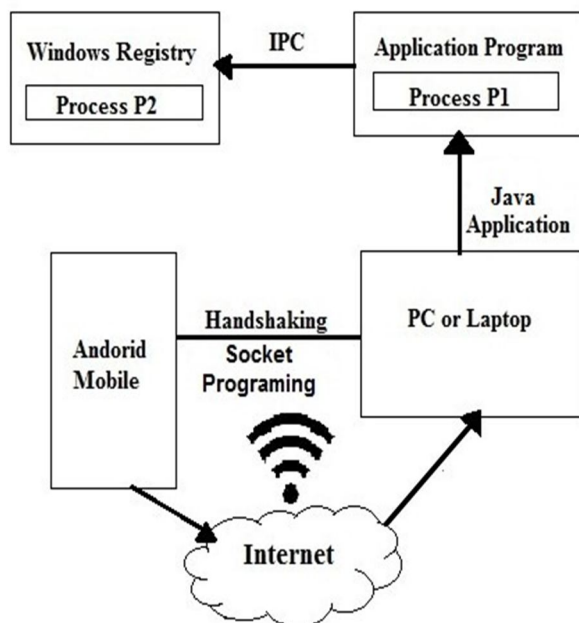 Windows Registry
Process P2
IPC
Application Program
Process P1
Java
Application
Andorid
Mobile
Handshaking
Socket
Programing
PC or Laptop
Internet